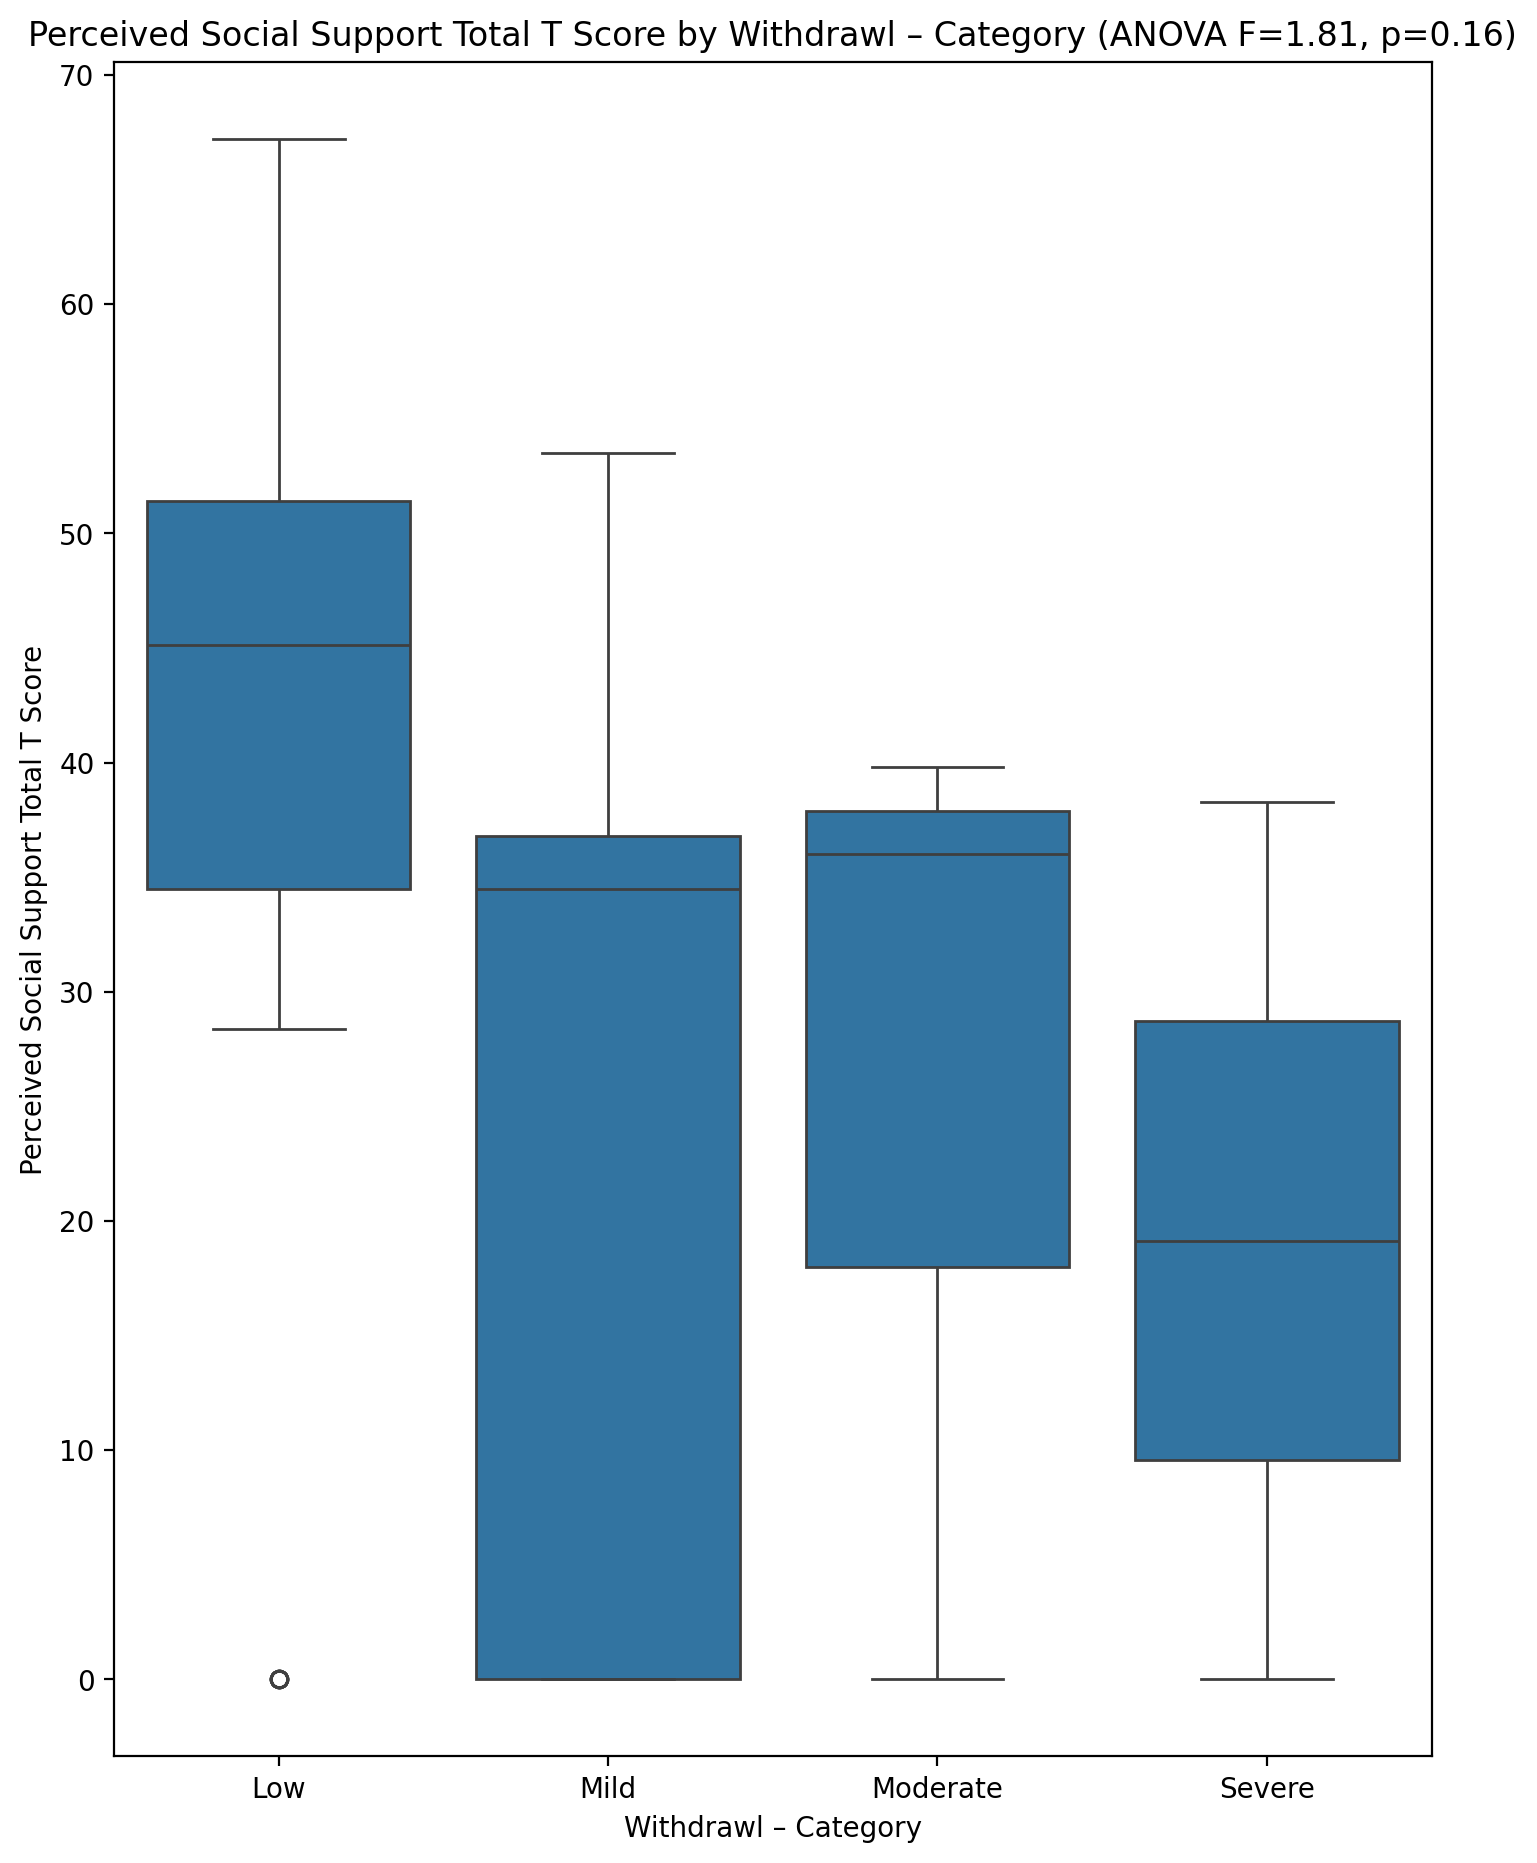 Perceived Social Support Total T Score by Withdrawl – Category (ANOVA F=1.81, p=0.16)
Perceived Social Support Total T Score
70
60
50
40
30
20
10
0
Low Mild Moderate Severe
Withdrawl – Category